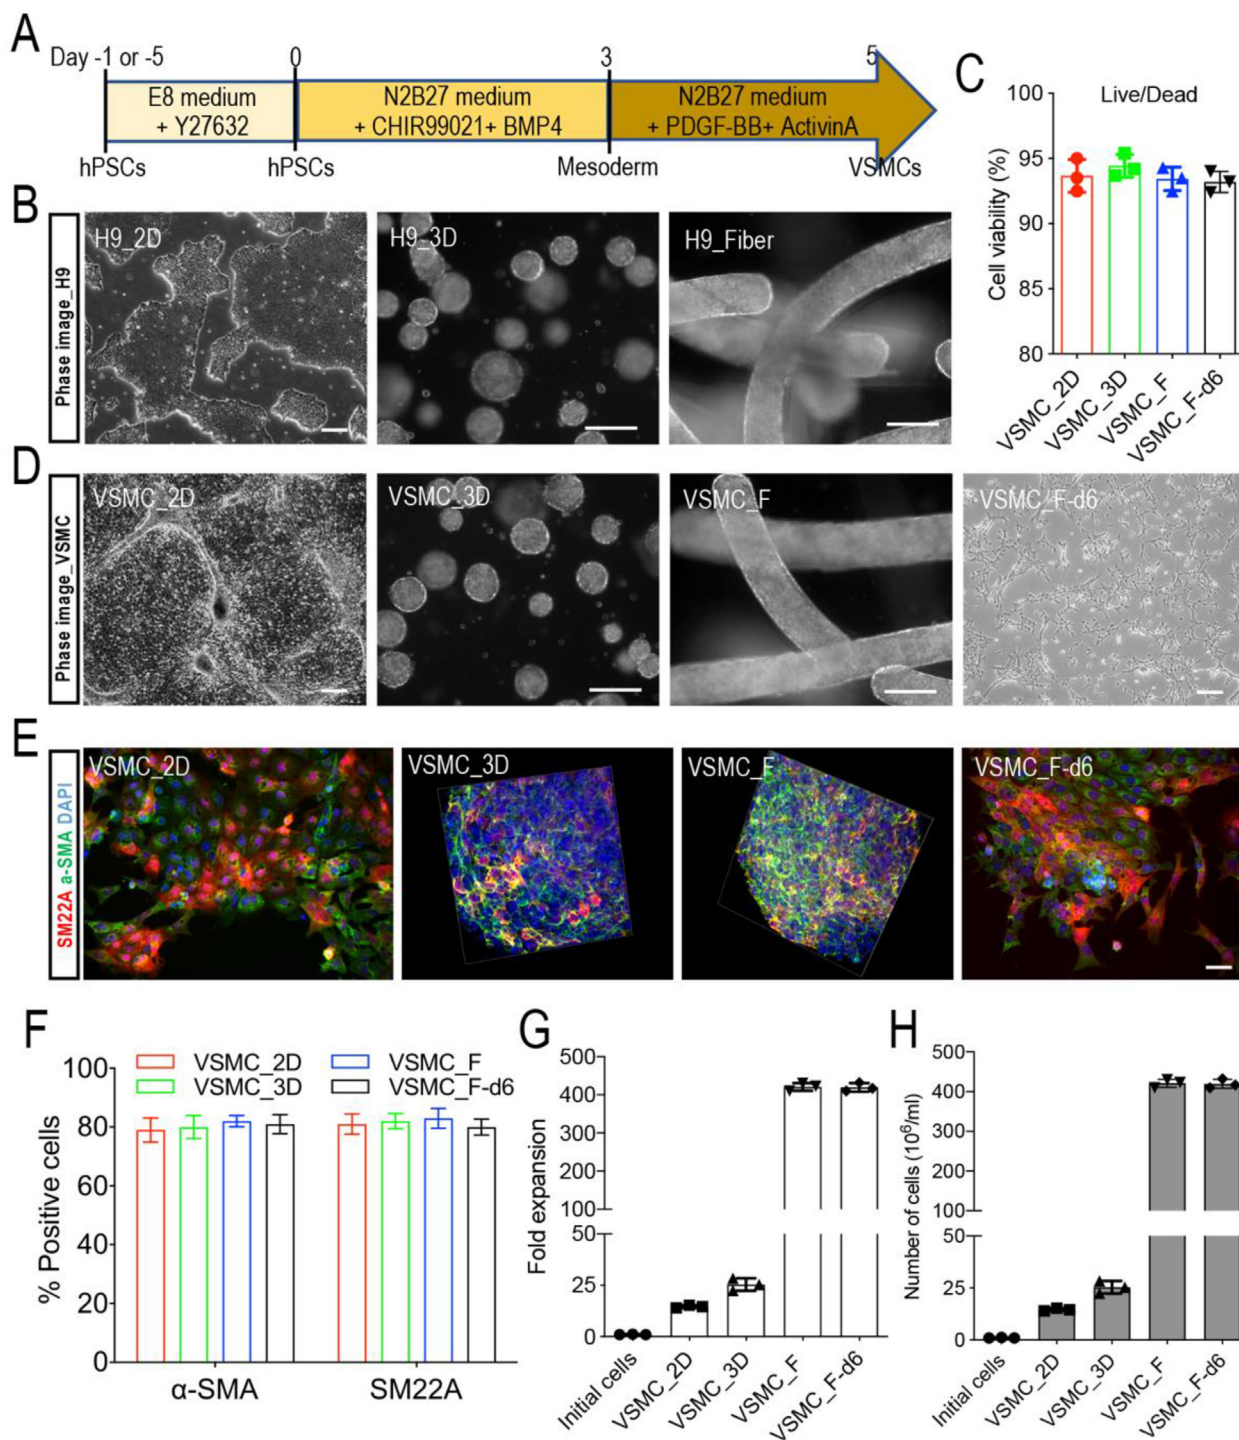 A
Day -1 or -5
0
3
5
E8 medium
+ Y27632
N2B27 medium
+ CHIR99021+ BMP4
N2B27 medium
+ PDGF-BB+ ActivinA
hPSCs
hPSCs
Mesoderm
VSMCs
B
Phase image_H9
H9_2D
H9_3D
H9_Fiber
C
Live/Dead
Cell viability (%)
100
95
90
85
80
VSMC_2D
VSMC_3D
VSMC_F
VSMC_F-d6
D
Phase image_VSMC
VSMC_2D
VSMC_3D
VSMC_F
VSMC_F-d6
E
SM22A a-SMA DAPI
VSMC_2D
VSMC_3D
VSMC_F
VSMC_F-d6
F
VSMC_2D
VSMC_3D
VSMC_F
VSMC_F-d6
% Positive cells
100
80
60
40
20
0
α-SMA
SM22A
G
Fold expansion
500
400
300
200
100
50
25
0
Initial cells
VSMC_2D
VSMC_3D
VSMC_F
VSMC_F-d6
H
Number of cells (10⁶/ml)
500
400
300
200
100
50
25
0
Initial cells
VSMC_2D
VSMC_3D
VSMC_F
VSMC_F-d6